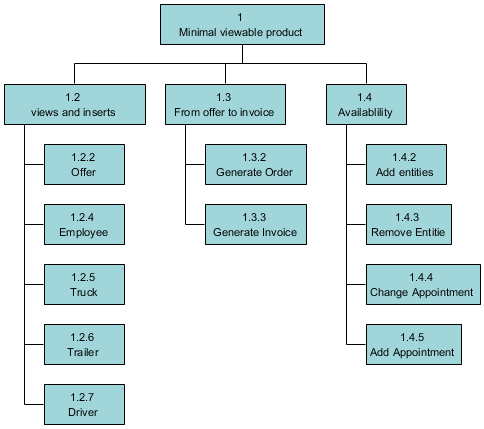 1
Minimal viewable product
1.2
views and inserts
1.3
From offer to invoice
1.4
Availablility
1.2.2
Offer
1.2.4
Employee
1.2.5
Truck
1.2.6
Trailer
1.2.7
Driver
1.3.2
Generate Order
1.3.3
Generate Invoice
1.4.2
Add entities
1.4.3
Remove Entitie
1.4.4
Change Appointment
1.4.5
Add Appointment